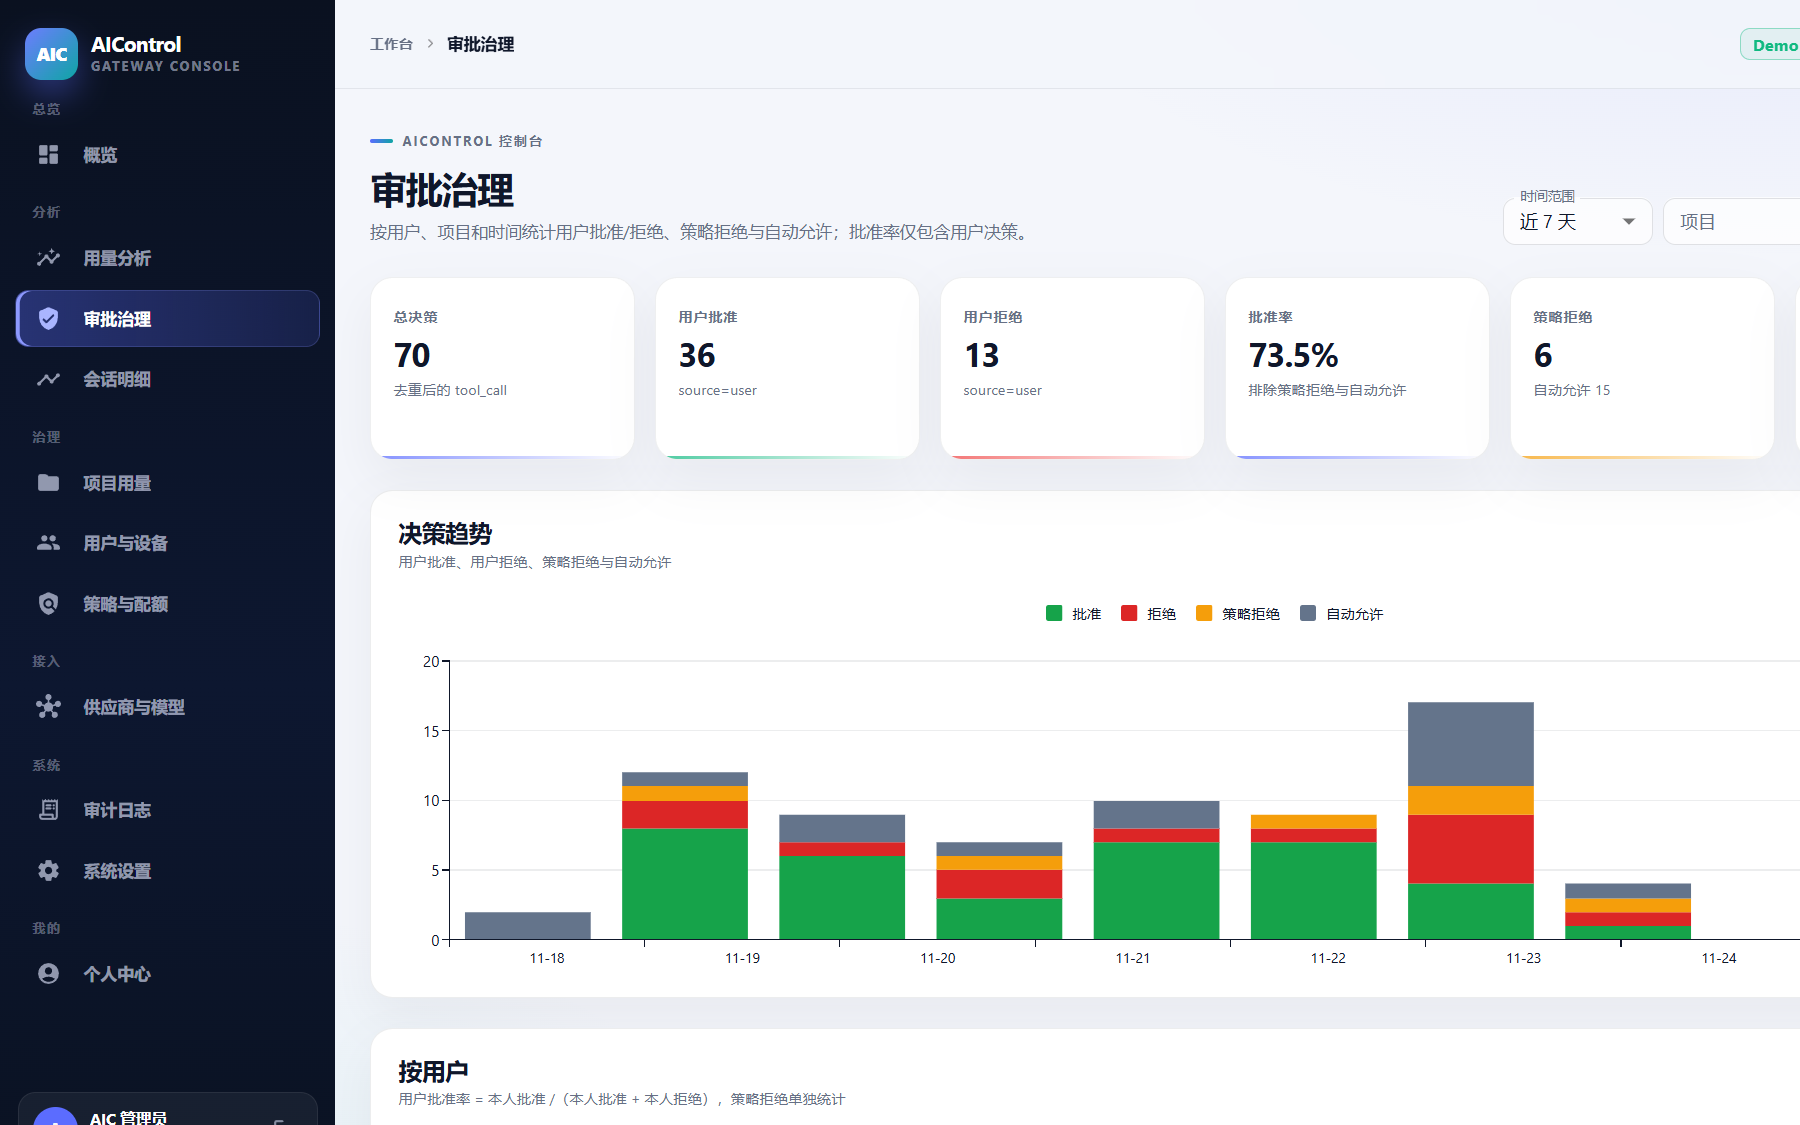 AIC
AIControl
GATEWAY CONSOLE
总览
概览
分析
用量分析
审批治理
会话明细
治理
项目用量
用户与设备
策略与配额
接入
供应商与模型
系统
审计日志
系统设置
我的
个人中心
AIC 管理员
工作台 > 审批治理
Demo
AICONTROL 控制台
审批治理
按用户、项目和时间统计用户批准/拒绝、策略拒绝与自动允许；批准率仅包含用户决策。
时间范围
近 7 天
项目
总决策
70
去重后的 tool_call
用户批准
36
source=user
用户拒绝
13
source=user
批准率
73.5%
排除策略拒绝与自动允许
策略拒绝
6
自动允许 15
决策趋势
用户批准、用户拒绝、策略拒绝与自动允许
批准 拒绝 策略拒绝 自动允许
20
15
10
5
0
11-18 11-19 11-20 11-21 11-22 11-23 11-24
按用户
用户批准率 = 本人批准 /（本人批准 + 本人拒绝），策略拒绝单独统计